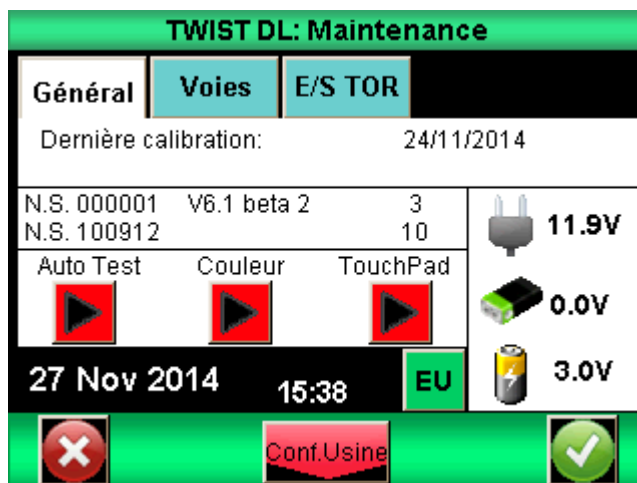 TWIST DL: Maintenance
Général Voies E/S TOR
Dernière calibration: 24/11/2014
N.S. 000001 V6.1 beta 2 3
N.S. 100912 10
Auto Test Couleur TouchPad
11.9V
0.0V
3.0V
27 Nov 2014 15:38 EU
Conf.Usine